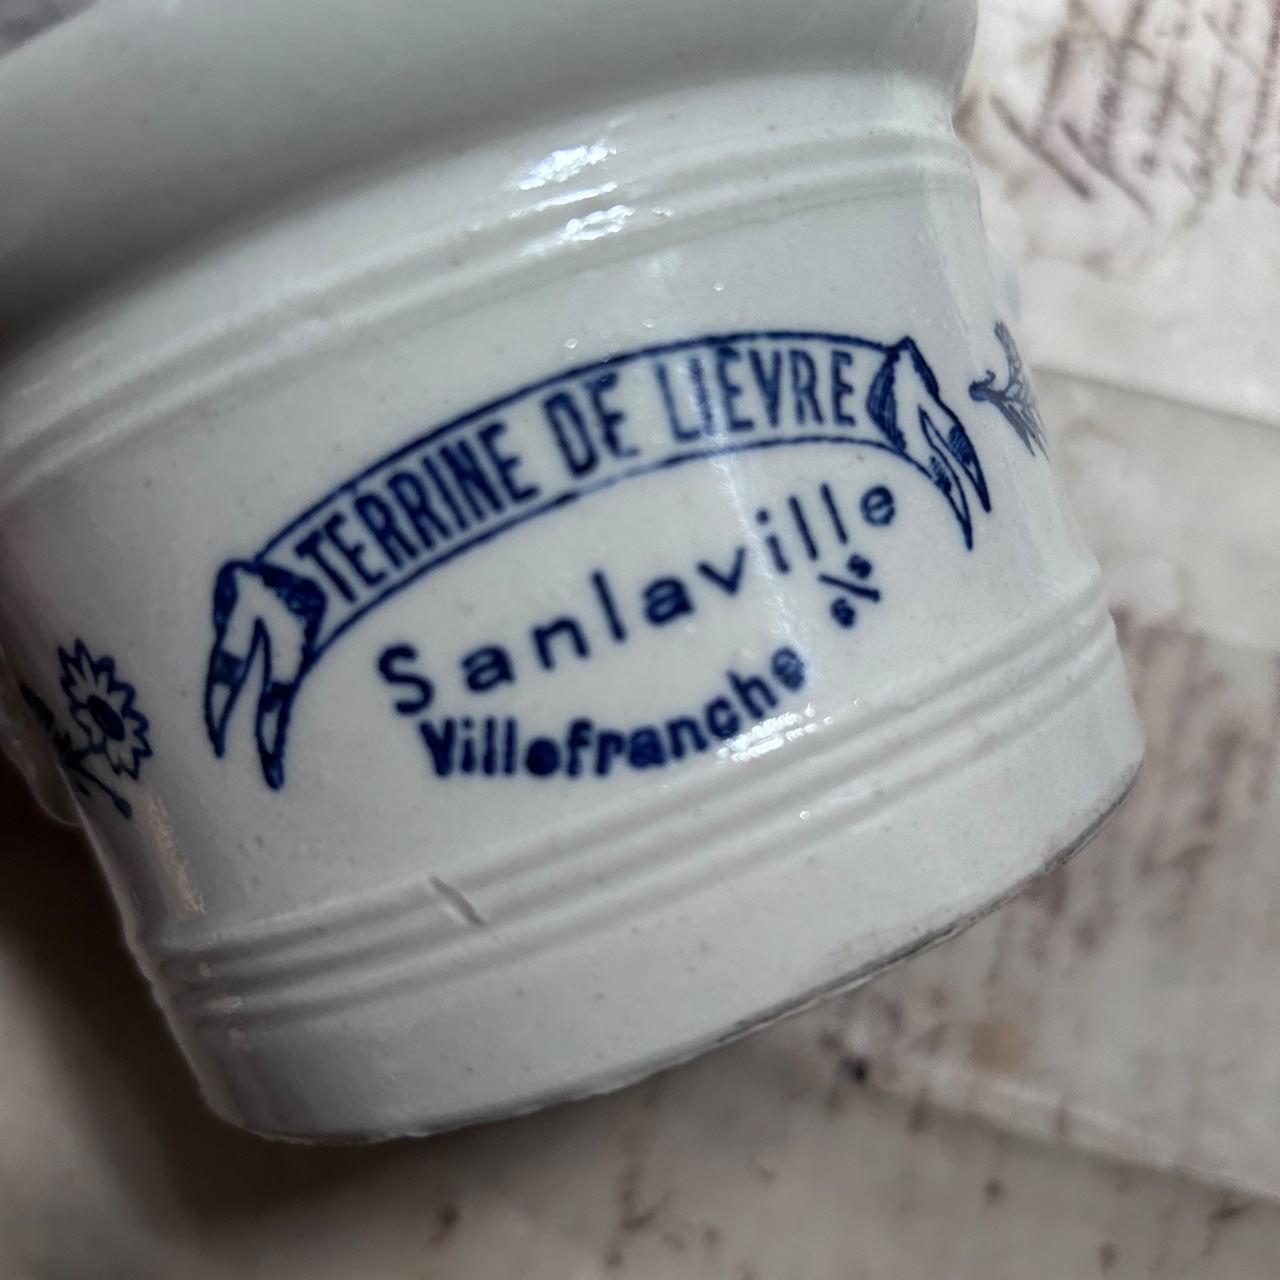 TERRINE DE LIEVRE
Sanlaville
Villefranche s/s